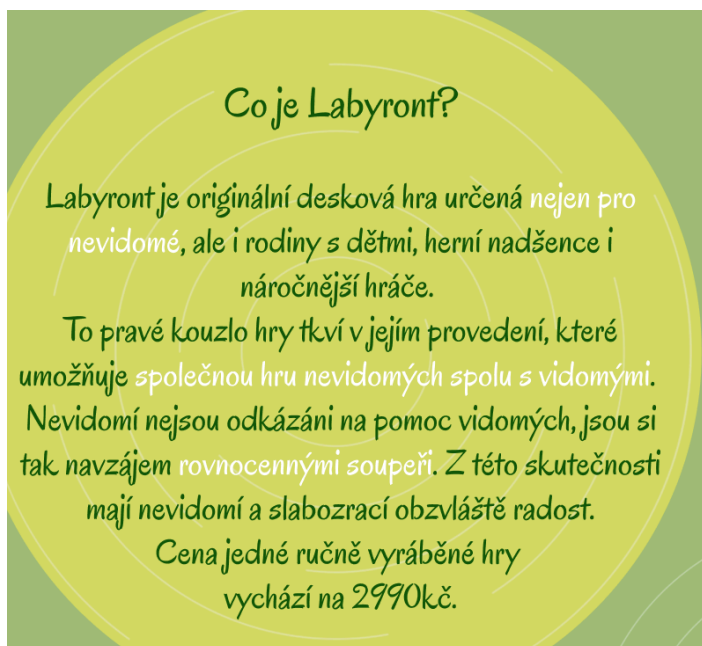 Co je Labyront?
Labyront je originální desková hra určená nejen pro
nevidomé, ale i rodiny s dětmi, herní nadšence i
náročnější hráče.
To pravé kouzlo hry tkví v jejím provedení, které
umožňuje společnou hru nevidomých spolu s vidomými.
Nevidomí nejsou odkázáni na pomoc vidomých, jsou si
tak navzájem rovnocennými soupeři. Z této skutečnosti
mají nevidomí a slabozrací obzvláště radost.
Cena jedné ručně vyráběné hry
vychází na 2990kč.